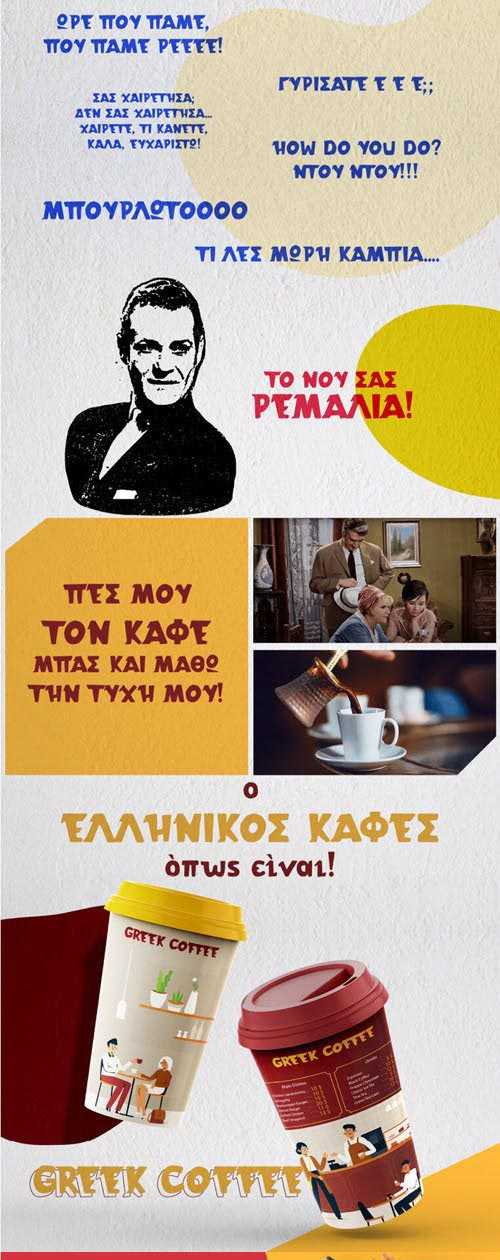 ΩΡΕ ΠΟΥ ΠΑΜΕ,
ΠΟΥ ΠΑΜΕ ΡΕΕΕΕ!
ΓΥΡΙΣΑΤΕ Ε Ε Ε;;
ΣΑΣ ΧΑΙΡΕΤΗΣΑ;
ΔΕΝ ΣΑΣ ΧΑΙΡΕΤΗΣΑ...
ΧΑΙΡΕΤΕ, ΤΙ ΚΑΝΕΤΕ,
ΚΑΛΑ, ΕΥΧΑΡΙΣΤΩ!
HOW DO YOU DO?
ΝΤΟΥ ΝΤΟΥ!!!
ΜΠΟΥΡΛΩΤΟΟΟΟ
ΤΙ ΛΕΣ ΜΩΡΗ ΚΑΜΠΙΑ....
ΤΟ ΝΟΥ ΣΑΣ
ΡΕΜΑΛΙΑ!
ΠΕΣ ΜΟΥ
ΤΟΝ ΚΑΦΕ
ΜΠΑΣ ΚΑΙ ΜΑΘΩ
ΤΗΝ ΤΥΧΗ ΜΟΥ!
Ο
ΕΛΛΗΝΙΚΟΣ ΚΑΦΕΣ
όπως είναι!
GREEK COFFEE
GREEK COFFEE
GREEK COFFEE